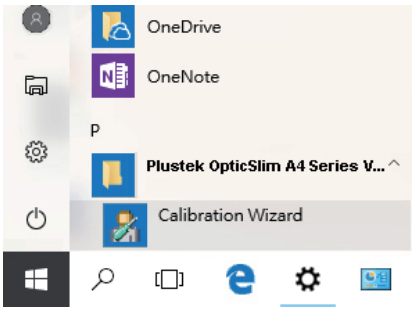 OneDrive
OneNote
P
Plustek OpticSlim A4 Series V...
Calibration Wizard